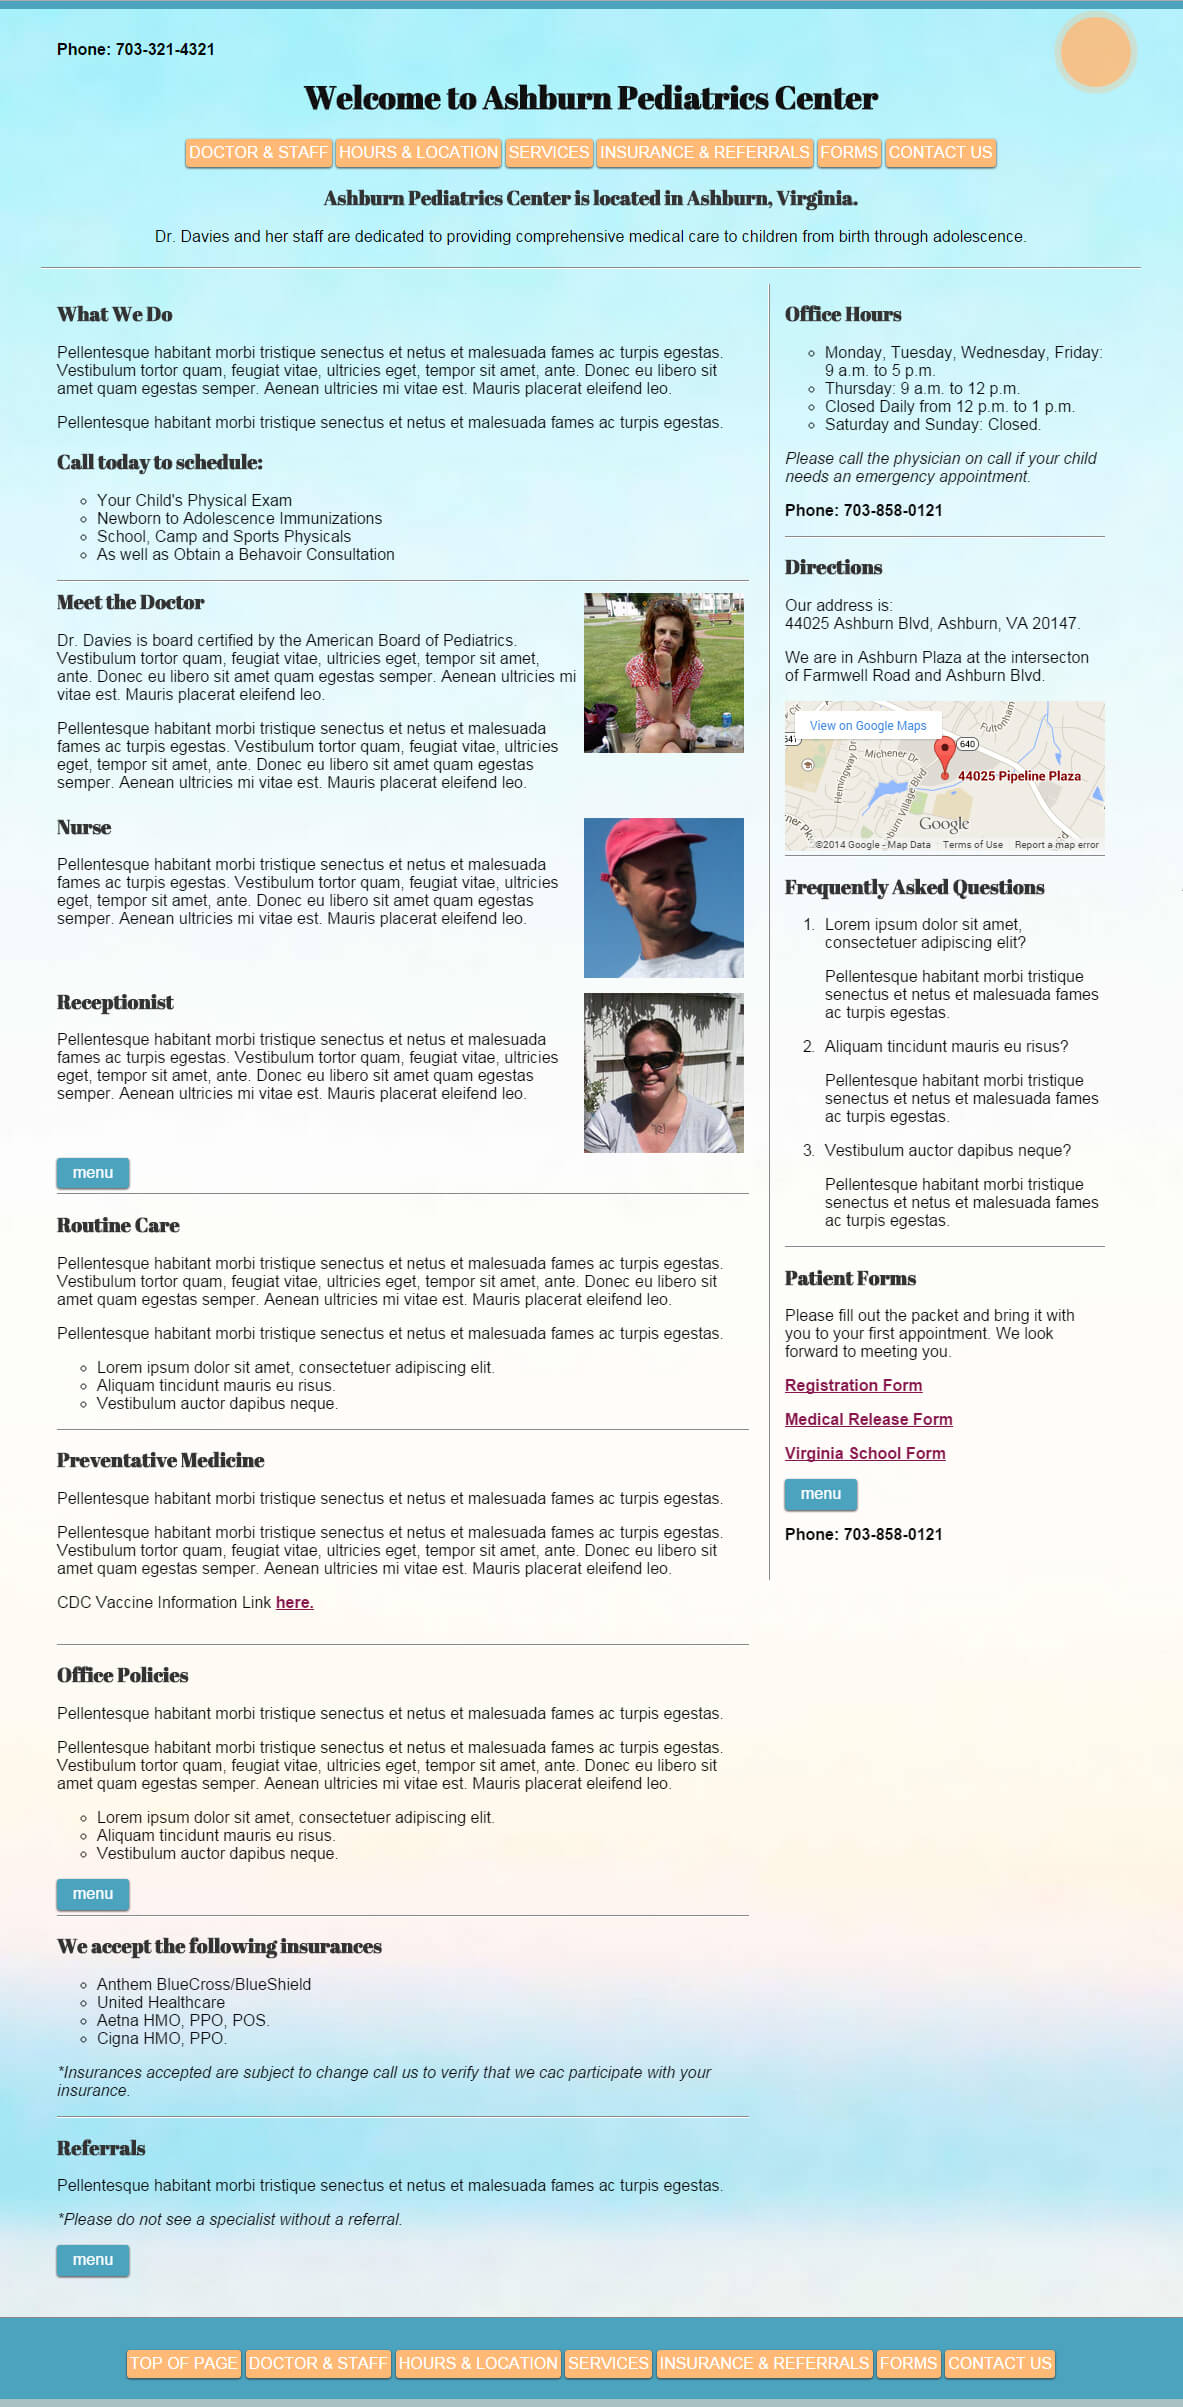 Phone: 703-321-4321
Welcome to Ashburn Pediatrics Center
DOCTOR & STAFF HOURS & LOCATION SERVICES INSURANCE & REFERRALS FORMS CONTACT US
Ashburn Pediatrics Center is located in Ashburn, Virginia.
Dr. Davies and her staff are dedicated to providing comprehensive medical care to children from birth through adolescence.
What We Do
Pellentesque habitant morbi tristique senectus et netus et malesuada fames ac turpis egestas.
Vestibulum tortor quam, feugiat vitae, ultricies eget, tempor sit amet, ante. Donec eu libero sit
amet quam egestas semper. Aenean ultricies mi vitae est. Mauris placerat eleifend leo.
Pellentesque habitant morbi tristique senectus et netus et malesuada fames ac turpis egestas.
Call today to schedule:
Your Child's Physical Exam
Newborn to Adolescence Immunizations
School, Camp and Sports Physicals
As well as Obtain a Behavoir Consultation
Meet the Doctor
Dr. Davies is board certified by the American Board of Pediatrics.
Vestibulum tortor quam, feugiat vitae, ultricies eget, tempor sit amet,
ante. Donec eu libero sit amet quam egestas semper. Aenean ultricies mi
vitae est. Mauris placerat eleifend leo.
Pellentesque habitant morbi tristique senectus et netus et malesuada
fames ac turpis egestas. Vestibulum tortor quam, feugiat vitae, ultricies
eget, tempor sit amet, ante. Donec eu libero sit amet quam egestas
semper. Aenean ultricies mi vitae est. Mauris placerat eleifend leo.
Nurse
Pellentesque habitant morbi tristique senectus et netus et malesuada
fames ac turpis egestas. Vestibulum tortor quam, feugiat vitae, ultricies
eget, tempor sit amet, ante. Donec eu libero sit amet quam egestas
semper. Aenean ultricies mi vitae est. Mauris placerat eleifend leo.
Receptionist
Pellentesque habitant morbi tristique senectus et netus et malesuada
fames ac turpis egestas. Vestibulum tortor quam, feugiat vitae, ultricies
eget, tempor sit amet, ante. Donec eu libero sit amet quam egestas
semper. Aenean ultricies mi vitae est. Mauris placerat eleifend leo.
menu
Routine Care
Pellentesque habitant morbi tristique senectus et netus et malesuada fames ac turpis egestas.
Vestibulum tortor quam, feugiat vitae, ultricies eget, tempor sit amet, ante. Donec eu libero sit
amet quam egestas semper. Aenean ultricies mi vitae est. Mauris placerat eleifend leo.
Pellentesque habitant morbi tristique senectus et netus et malesuada fames ac turpis egestas.
Lorem ipsum dolor sit amet, consectetuer adipiscing elit.
Aliquam tincidunt mauris eu risus.
Vestibulum auctor dapibus neque.
Preventative Medicine
Pellentesque habitant morbi tristique senectus et netus et malesuada fames ac turpis egestas.
Pellentesque habitant morbi tristique senectus et netus et malesuada fames ac turpis egestas.
Vestibulum tortor quam, feugiat vitae, ultricies eget, tempor sit amet, ante. Donec eu libero sit
amet quam egestas semper. Aenean ultricies mi vitae est. Mauris placerat eleifend leo.
CDC Vaccine Information Link here.
Office Policies
Pellentesque habitant morbi tristique senectus et netus et malesuada fames ac turpis egestas.
Pellentesque habitant morbi tristique senectus et netus et malesuada fames ac turpis egestas.
Vestibulum tortor quam, feugiat vitae, ultricies eget, tempor sit amet, ante. Donec eu libero sit
amet quam egestas semper. Aenean ultricies mi vitae est. Mauris placerat eleifend leo.
Lorem ipsum dolor sit amet, consectetuer adipiscing elit.
Aliquam tincidunt mauris eu risus.
Vestibulum auctor dapibus neque.
menu
We accept the following insurances
Anthem BlueCross/BlueShield
United Healthcare
Aetna HMO, PPO, POS.
Cigna HMO, PPO.
*Insurances accepted are subject to change call us to verify that we cac participate with your
insurance.
Referrals
Pellentesque habitant morbi tristique senectus et netus et malesuada fames ac turpis egestas.
*Please do not see a specialist without a referral.
menu
Office Hours
Monday, Tuesday, Wednesday, Friday:
9 a.m. to 5 p.m.
Thursday: 9 a.m. to 12 p.m.
Closed Daily from 12 p.m. to 1 p.m.
Saturday and Sunday: Closed.
Please call the physician on call if your child
needs an emergency appointment.
Phone: 703-858-0121
Directions
Our address is:
44025 Ashburn Blvd, Ashburn, VA 20147.
We are in Ashburn Plaza at the intersecton
of Farmwell Road and Ashburn Blvd.
View on Google Maps
Fultonham
640
Michener Dr
Hemingway Dr
44025 Pipeline Plaza
burn Village Blvd
Google
©2014 Google - Map Data Terms of Use Report a map error
Frequently Asked Questions
1. Lorem ipsum dolor sit amet,
consectetuer adipiscing elit?
Pellentesque habitant morbi tristique
senectus et netus et malesuada fames
ac turpis egestas.
2. Aliquam tincidunt mauris eu risus?
Pellentesque habitant morbi tristique
senectus et netus et malesuada fames
ac turpis egestas.
3. Vestibulum auctor dapibus neque?
Pellentesque habitant morbi tristique
senectus et netus et malesuada fames
ac turpis egestas.
Patient Forms
Please fill out the packet and bring it with
you to your first appointment. We look
forward to meeting you.
Registration Form
Medical Release Form
Virginia School Form
menu
Phone: 703-858-0121
TOP OF PAGE DOCTOR & STAFF HOURS & LOCATION SERVICES INSURANCE & REFERRALS FORMS CONTACT US